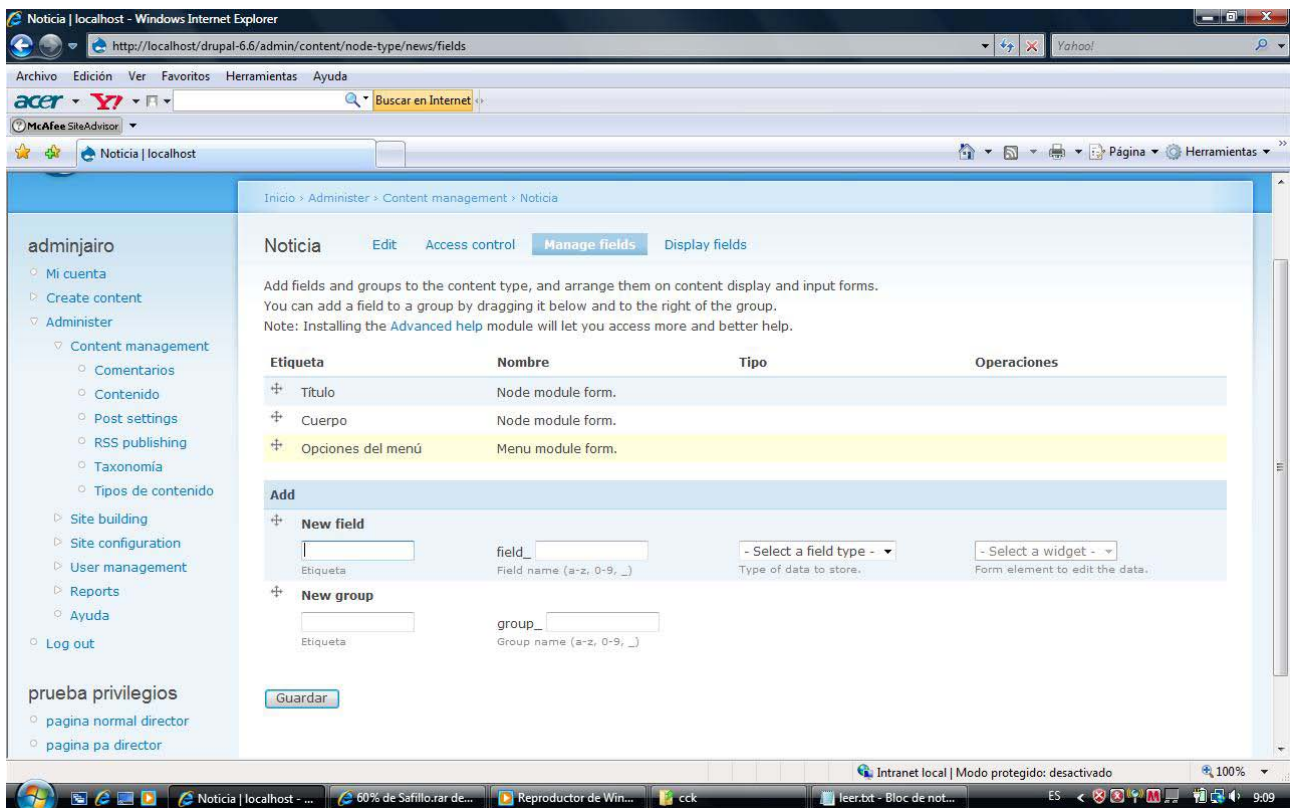 Noticia | localhost - Windows Internet Explorer
http://localhost/drupal-6.6/admin/content/node-type/news/fields
Yahoo!
Archivo Edición Ver Favoritos Herramientas Ayuda
acer Y! Buscar en Internet
McAfee SiteAdvisor
Noticia | localhost
Página Herramientas
Inicio › Administer › Content management › Noticia
adminjairo
Mi cuenta
Create content
Administer
Content management
Comentarios
Contenido
Post settings
RSS publishing
Taxonomía
Tipos de contenido
Site building
Site configuration
User management
Reports
Ayuda
Log out
prueba privilegios
pagina normal director
pagina pa director
Noticia Edit Access control Manage fields Display fields
Add fields and groups to the content type, and arrange them on content display and input forms.
You can add a field to a group by dragging it below and to the right of the group.
Note: Installing the Advanced help module will let you access more and better help.
Etiqueta Nombre Tipo Operaciones
Título Node module form.
Cuerpo Node module form.
Opciones del menú Menu module form.
Add
New field
field_ - Select a field type - - Select a widget -
Etiqueta Field name (a-z, 0-9, _) Type of data to store. Form element to edit the data.
New group
group_
Etiqueta Group name (a-z, 0-9, _)
Guardar
Intranet local | Modo protegido: desactivado 100%
Noticia | localhost - ... 60% de Safillo.rar de... Reproductor de Win... cck leer.txt - Bloc de not... ES 9:09